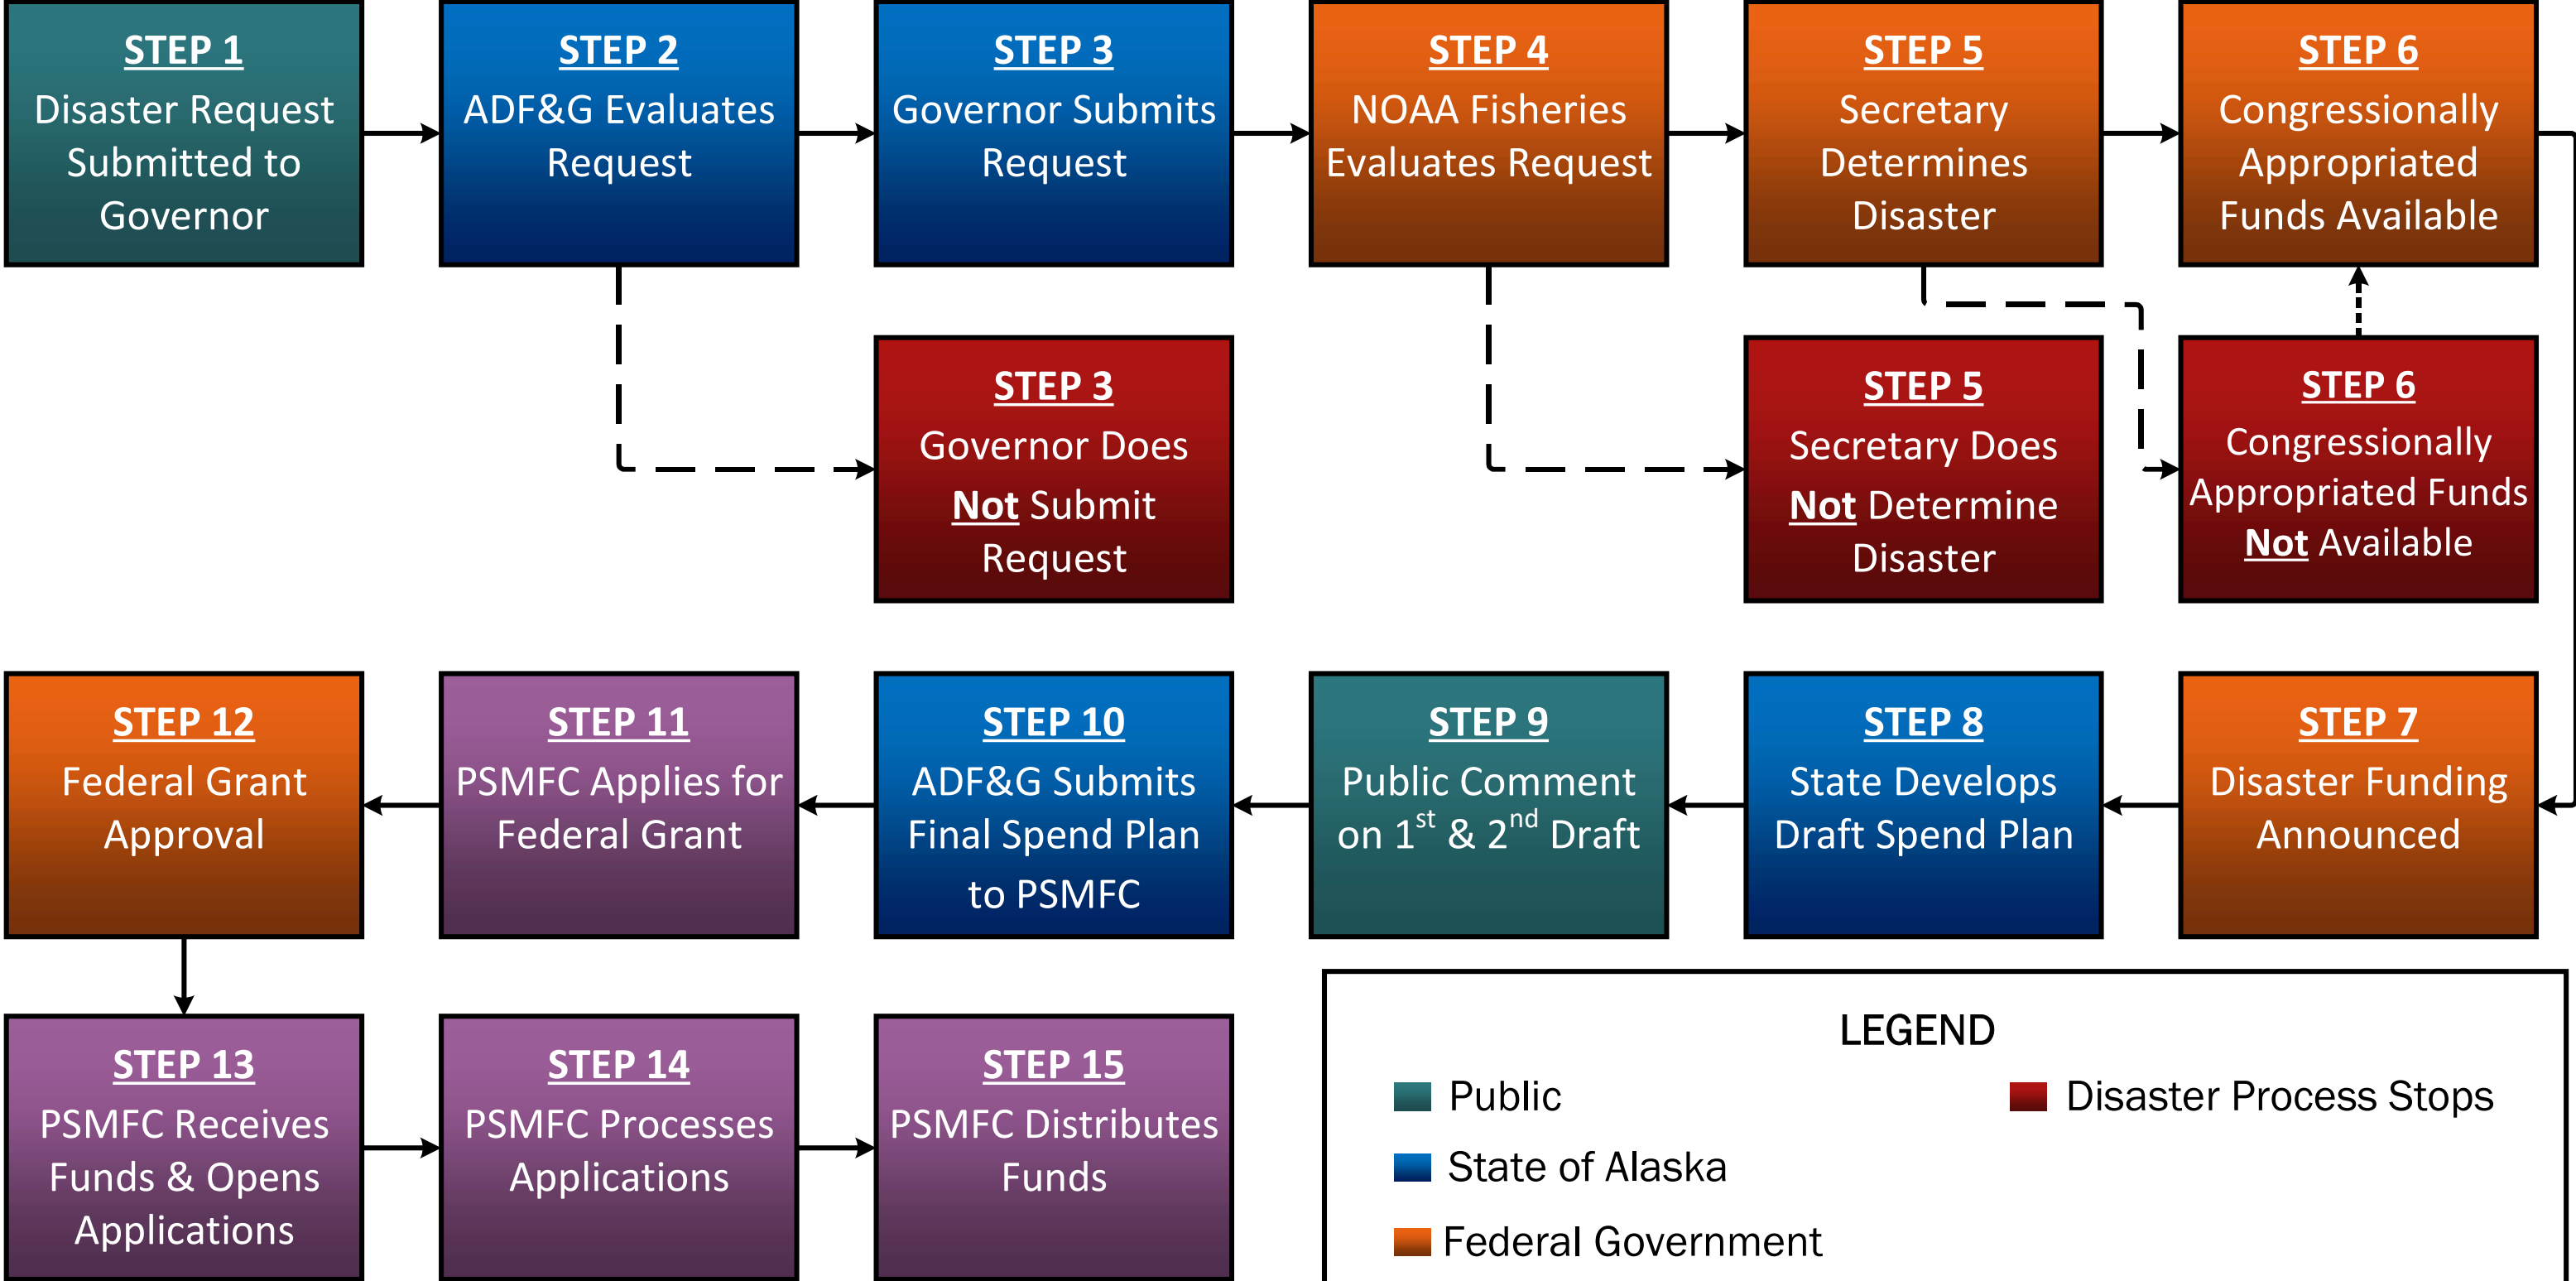 STEP 1
Disaster Request
Submitted to
Governor
STEP 2
ADF&G Evaluates
Request
STEP 3
Governor Submits
Request
STEP 4
NOAA Fisheries
Evaluates Request
STEP 5
Secretary
Determines
Disaster
STEP 6
Congressionally
Appropriated
Funds Available
STEP 3
Governor Does
Not Submit
Request
STEP 5
Secretary Does
Not Determine
Disaster
STEP 6
Congressionally
Appropriated Funds
Not Available
STEP 12
Federal Grant
Approval
STEP 11
PSMFC Applies for
Federal Grant
STEP 10
ADF&G Submits
Final Spend Plan
to PSMFC
STEP 9
Public Comment
on 1st & 2nd Draft
STEP 8
State Develops
Draft Spend Plan
STEP 7
Disaster Funding
Announced
STEP 13
PSMFC Receives
Funds & Opens
Applications
STEP 14
PSMFC Processes
Applications
STEP 15
PSMFC Distributes
Funds
LEGEND
Public
State of Alaska
Federal Government
Disaster Process Stops